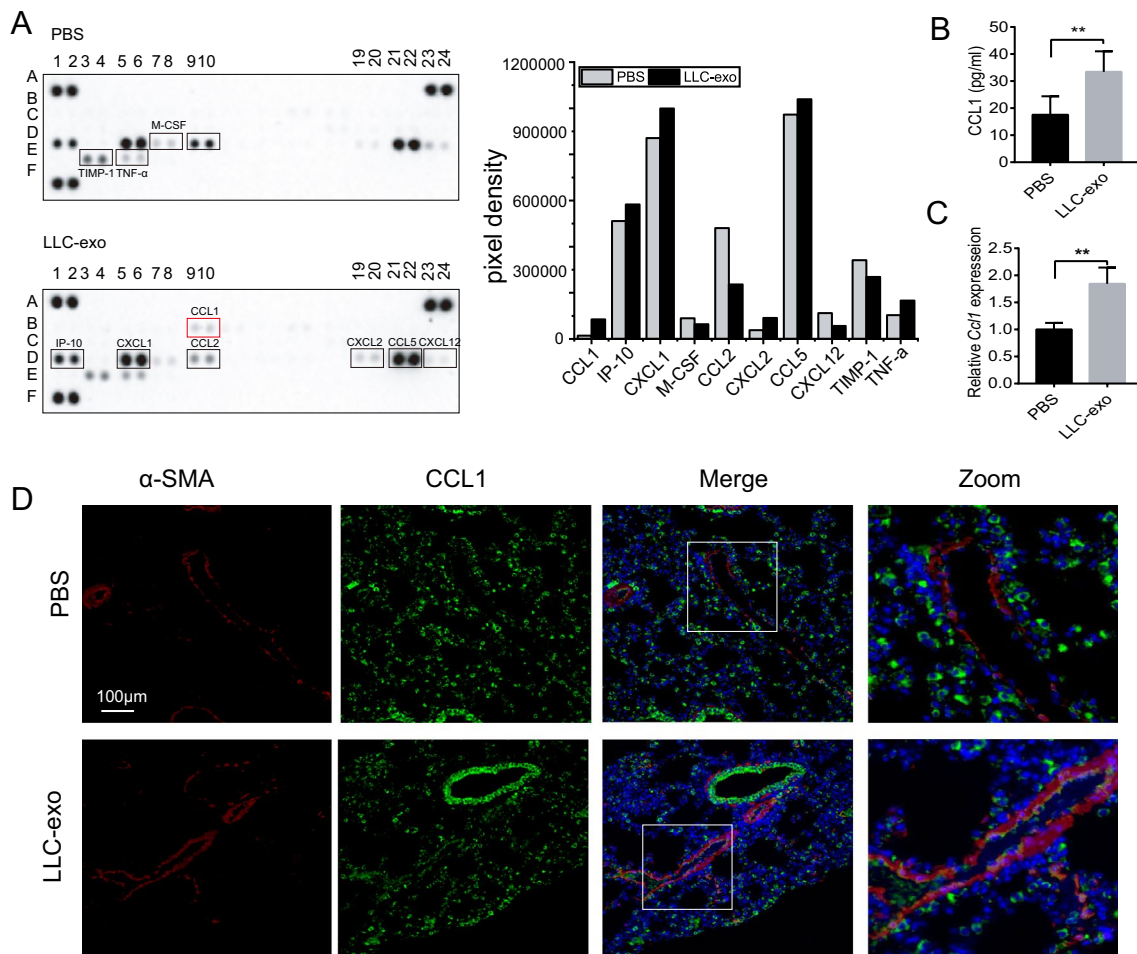 A
PBS
1 2 3 4 5 6 7 8 9 10 19 20 21 22 23 24
A
B
C
D
E
F
M-CSF
TIMP-1 TNF-α
LLC-exo
1 2 3 4 5 6 7 8 9 10 19 20 21 22 23 24
A
B
C
D
E
F
CCL1
IP-10 CXCL1 CCL2 CXCL2 CCL5 CXCL12
pixel density
1200000
900000
600000
300000
0
PBS LLC-exo
CCL1 IP-10 CXCL1 M-CSF CCL2 CXCL2 CCL5 CXCL12 TIMP-1 TNF-a
B
CCL1 (pg/ml)
50
40
30
20
10
0
**
PBS LLC-exo
C
Relative Ccl1 expresseion
2.5
2.0
1.5
1.0
0.5
0.0
**
PBS LLC-exo
D
α-SMA CCL1 Merge Zoom
PBS
100μm
LLC-exo